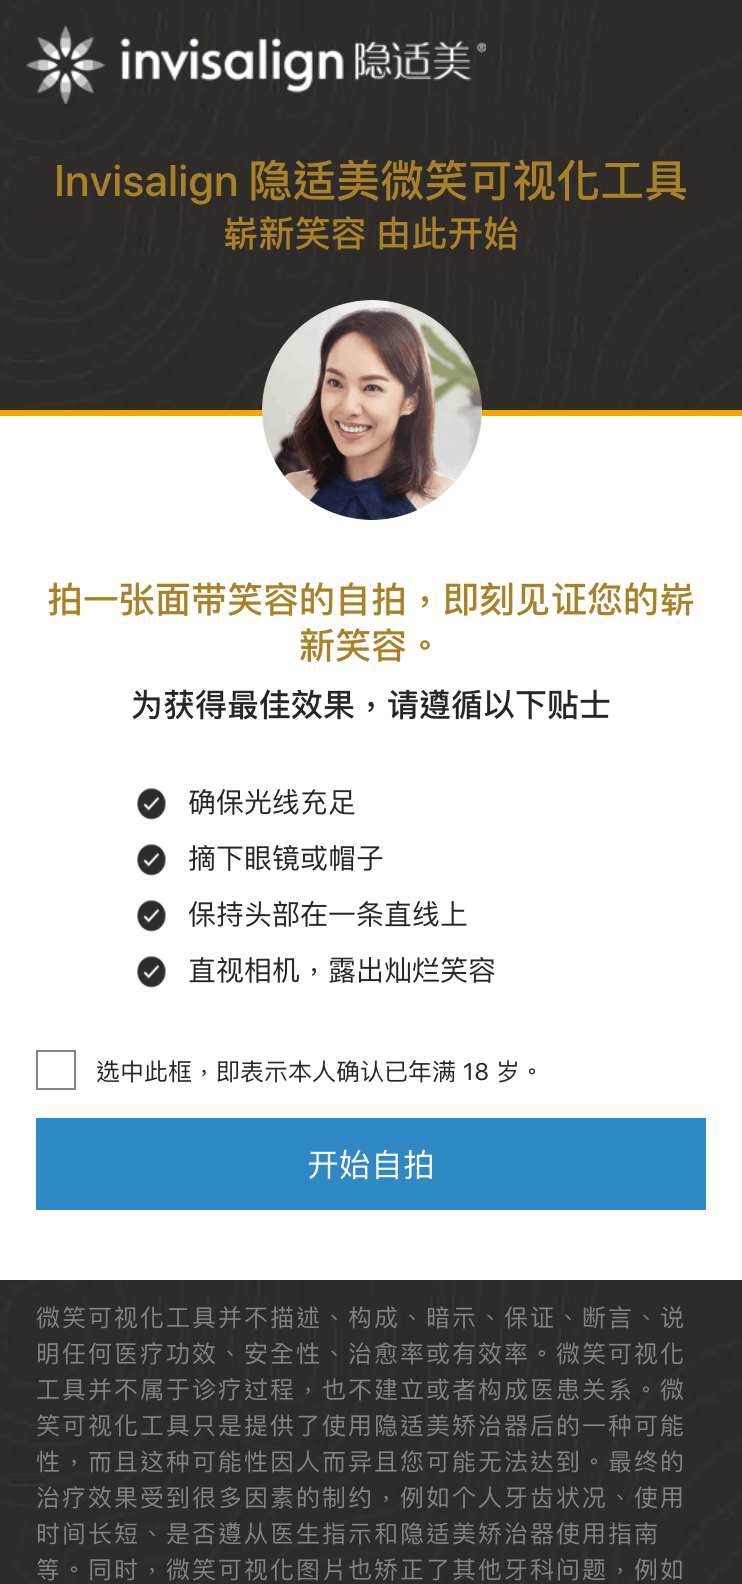 invisalign 隐适美®
Invisalign 隐适美微笑可视化工具
崭新笑容 由此开始
拍一张面带笑容的自拍，即刻见证您的崭
新笑容。
为获得最佳效果，请遵循以下贴士
确保光线充足
摘下眼镜或帽子
保持头部在一条直线上
直视相机，露出灿烂笑容
选中此框，即表示本人确认已年满 18 岁。
开始自拍
微笑可视化工具并不描述、构成、暗示、保证、断言、说
明任何医疗功效、安全性、治愈率或有效率。微笑可视化
工具并不属于诊疗过程，也不建立或者构成医患关系。微
笑可视化工具只是提供了使用隐适美矫治器后的一种可能
性，而且这种可能性因人而异且您可能无法达到。最终的
治疗效果受到很多因素的制约，例如个人牙齿状况、使用
时间长短、是否遵从医生指示和隐适美矫治器使用指南
等。同时，微笑可视化图片也矫正了其他牙科问题，例如